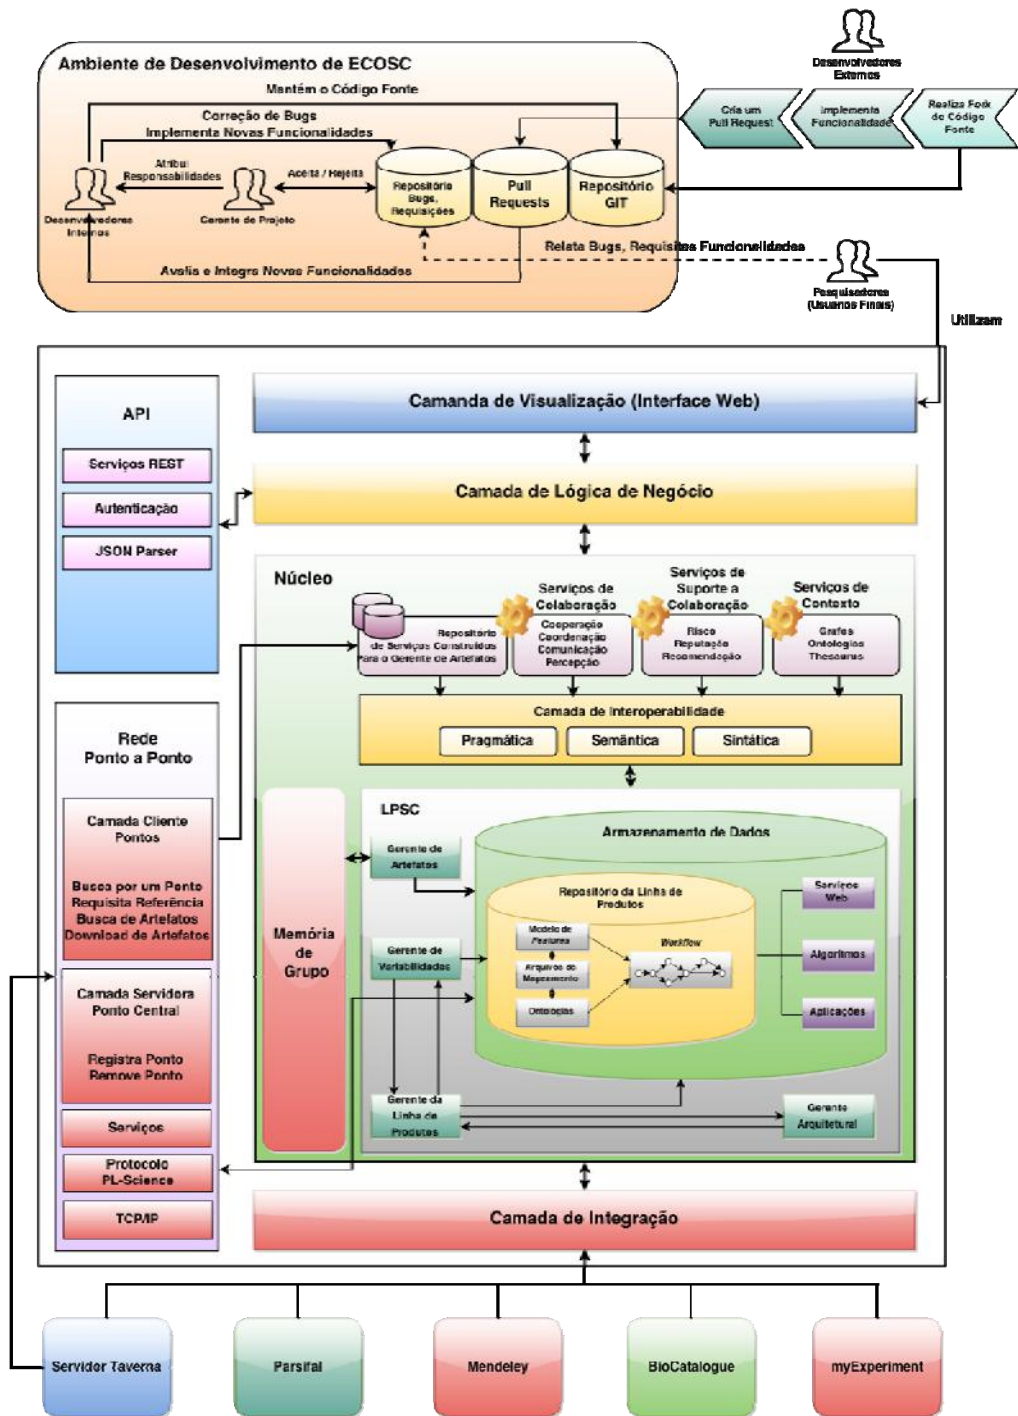 Desenvolvedores
Externos
Ambiente de Desenvolvimento de ECOSC
Mantém o Código Fonte
Correção de Bugs
Implementa Novas Funcionalidades
Cria um
Pull Request
Implementa
Funcionalidade
Realiza Fork
do Código
Fonte
Atribui
Responsabilidades
Aceita / Rejeita
Repositório
Bugs,
Requisições
Pull
Requests
Repositório
GIT
Desenvolvedores
Internos
Gerente de Projeto
Relata Bugs, Requisita Funcionalidades
Avalia e Integra Novas Funcionalidades
Pesquisadores
(Usuarios Finais)
Utilizam
API
Serviços REST
Autenticação
JSON Parser
Camanda de Visualização (Interface Web)
Camada de Lógica de Negócio
Núcleo
Repositório
de Serviços Construídos
Para o Gerente de Artefatos
Serviços de
Colaboração
Cooperação
Coordenação
Comunicação
Percepção
Serviços de
Suporte a
Colaboração
Risco
Reputação
Recomendação
Serviços de
Contexto
Grafos
Ontologias
Thesaurus
Camada de Interoperabilidade
Pragmática
Semântica
Sintática
Rede
Ponto a Ponto
Camada Cliente
Pontos
Busca por um Ponto
Requisita Referência
Busca de Artefatos
Download de Artefatos
Camada Servidora
Ponto Central
Registra Ponto
Remove Ponto
Serviços
Protocolo
PL-Science
TCP/IP
Memória
de
Grupo
LPSC
Gerente de
Artefatos
Gerente de
Variabilidades
Gerente da
Linha de
Produtos
Armazenamento de Dados
Repositório da Linha de
Produtos
Modelo de
Features
Arquivos de
Mapeamento
Ontologias
Workflow
Serviços
Web
Algoritmos
Aplicações
Gerente
Arquitetural
Camada de Integração
Servidor Taverna
Parsifal
Mendeley
BioCatalogue
myExperiment